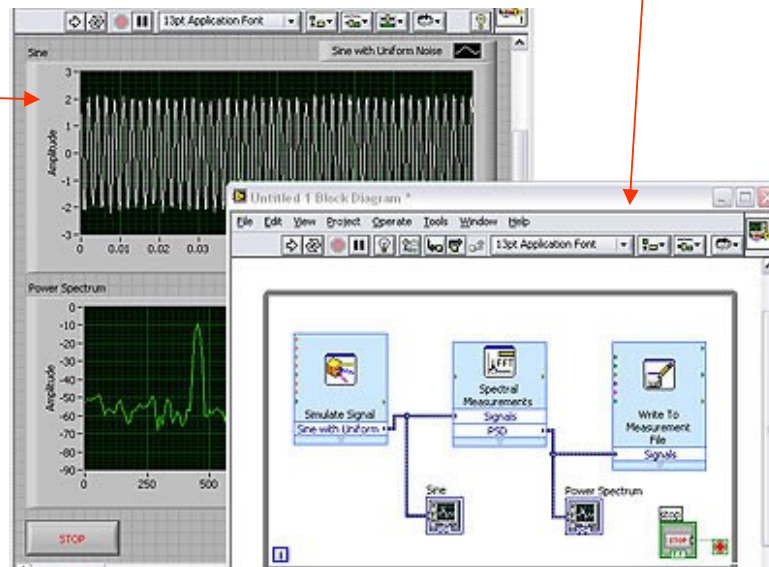 13pt Application Font
Sine
Sine with Uniform Noise
3
2
1
0
-1
-2
-3
Amplitude
0 0.01 0.02 0.03
Power Spectrum
0
-10
-20
-30
-40
-50
-60
-70
-80
-90
Amplitude
0 250 500
STOP
Untitled 1 Block Diagram *
File Edit View Project Operate Tools Window Help
13pt Application Font
Simulate Signal
Sine with Uniform
Spectral
Measurements
Signals
PSD
Write To
Measurement
File
Signals
Sine
Power Spectrum
stop
STOP
TF
i